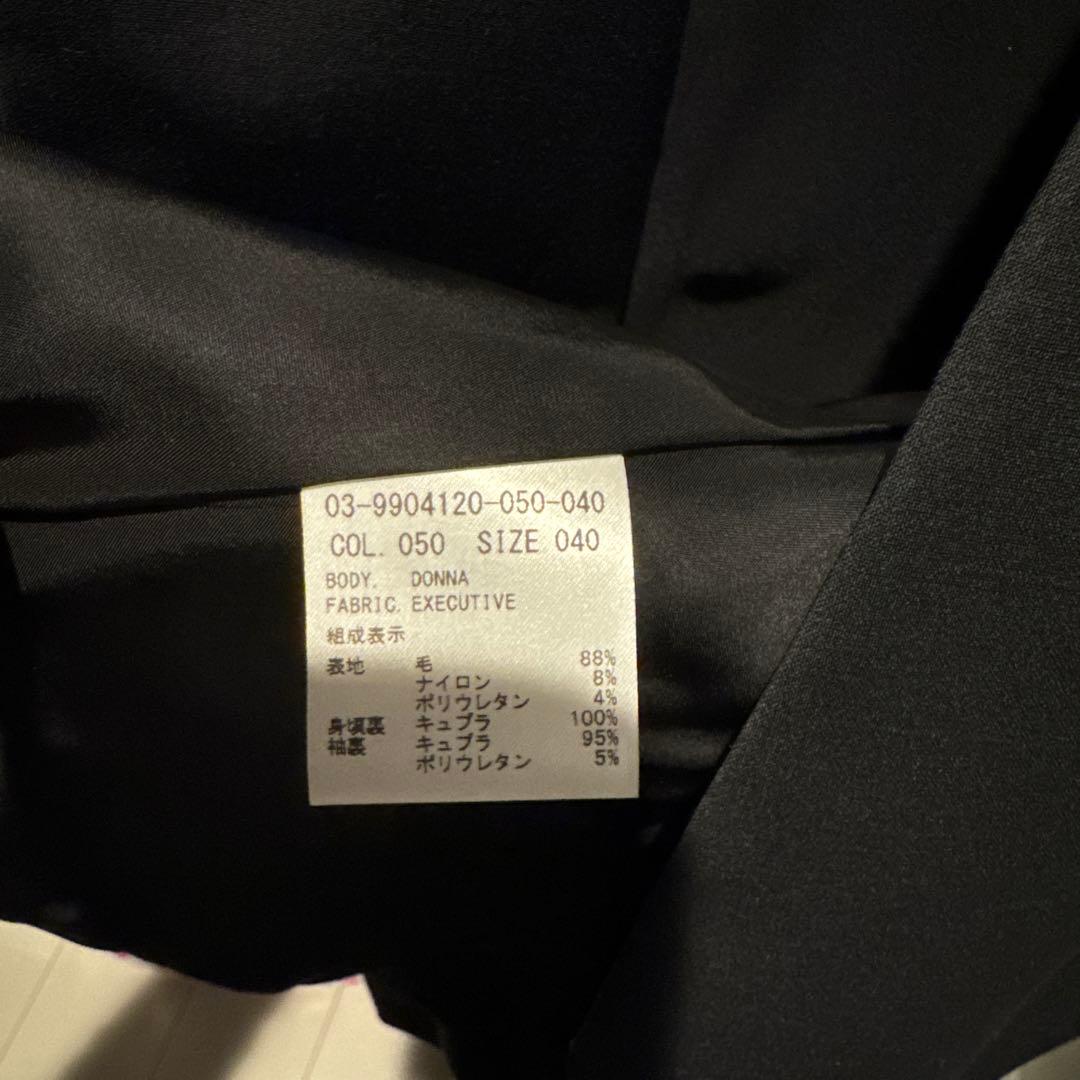 03-9904120-050-040
COL. 050 SIZE 040
BODY. DONNA
FABRIC. EXECUTIVE
組成表示
表地 毛 88%
ナイロン 8%
ポリウレタン 4%
身頃裏 キュプラ 100%
袖裏 キュプラ 95%
ポリウレタン 5%